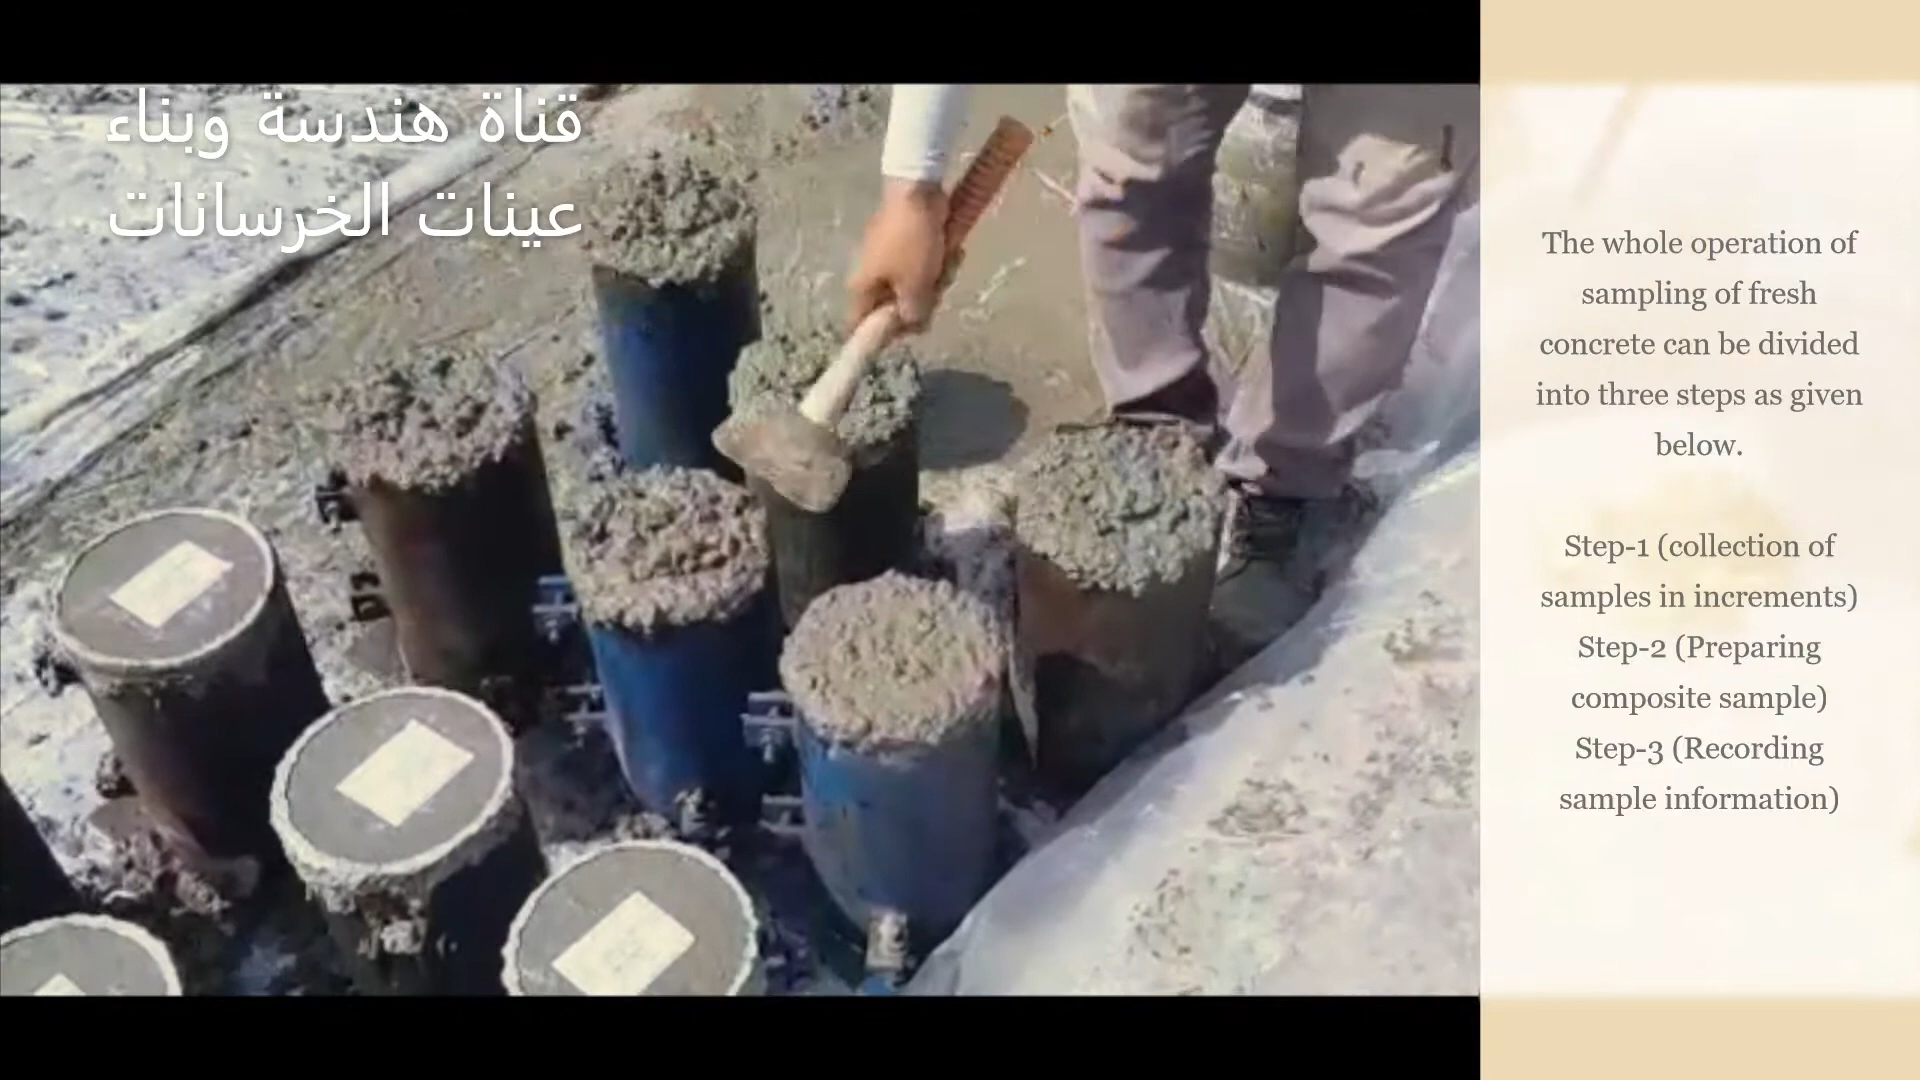 قناة هندسة وبناء
عينات الخرسانات
The whole operation of
sampling of fresh
concrete can be divided
into three steps as given
below.
Step-1 (collection of
samples in increments)
Step-2 (Preparing
composite sample)
Step-3 (Recording
sample information)